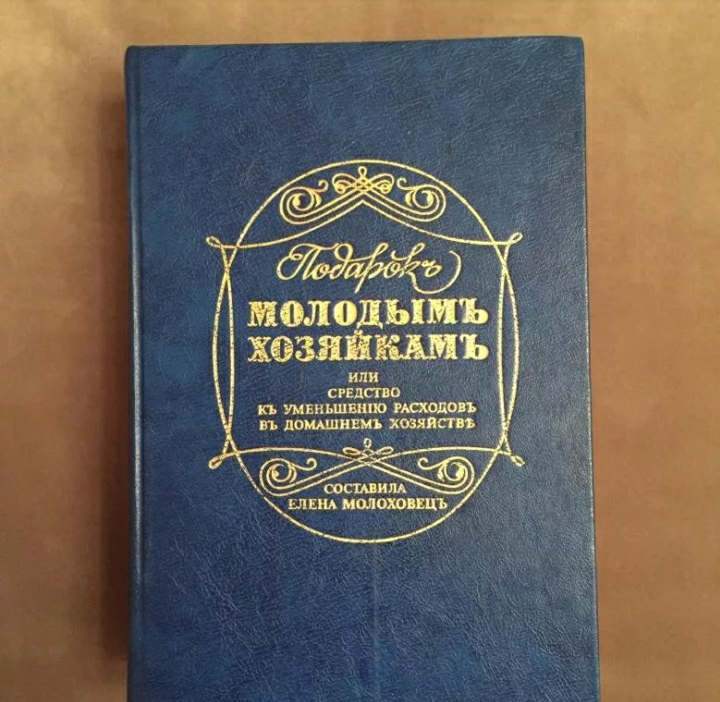 Подарокъ
МОЛОДЫМЪ
ХОЗЯЙКАМЪ
ИЛИ
СРЕДСТВО
КЪ УМЕНЬШЕНІЮ РАСХОДОВЪ
ВЪ ДОМАШНЕМЪ ХОЗЯЙСТВѢ
СОСТАВИЛА
ЕЛЕНА МОЛОХОВЕЦЪ